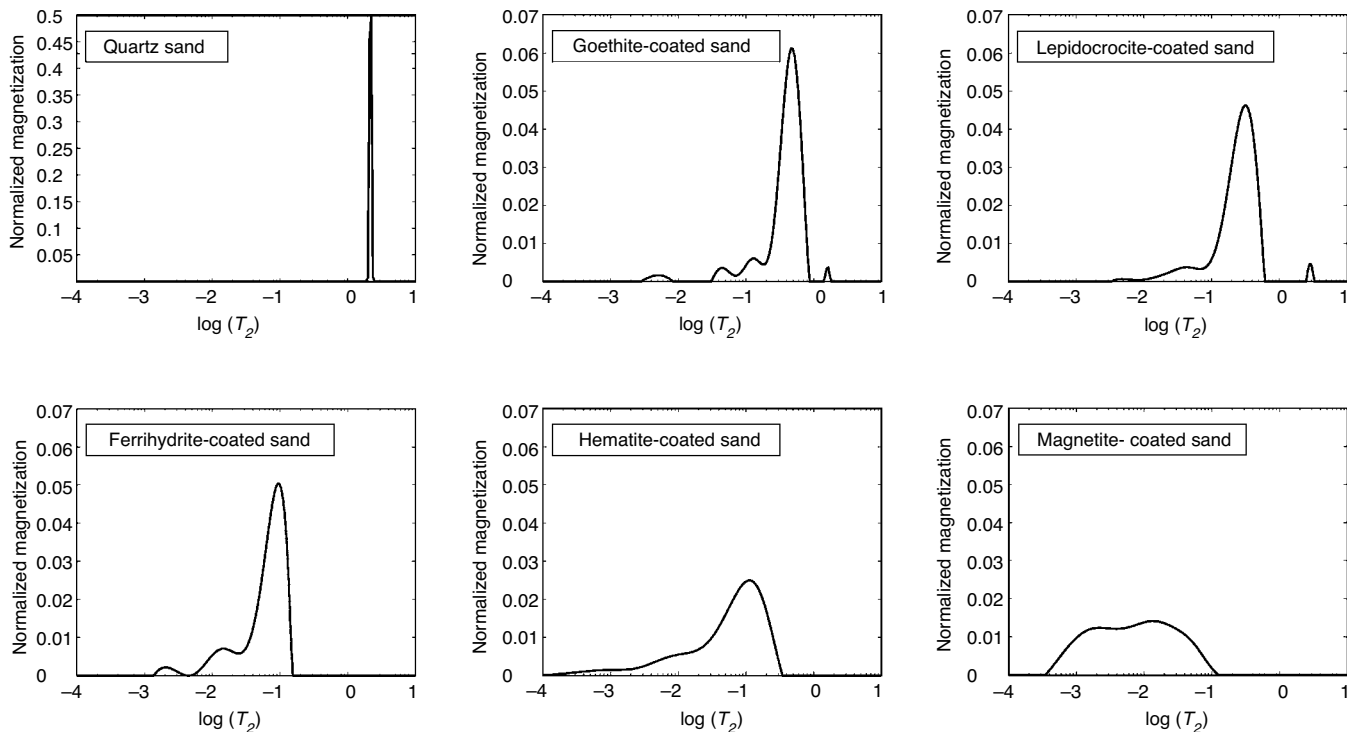 Quartz sand
Normalized magnetization
0.5
0.45
0.4
0.35
0.3
0.25
0.2
0.15
0.1
0.05
−4 −3 −2 −1 0 1
log (T2)
Goethite-coated sand
Normalized magnetization
0.07
0.06
0.05
0.04
0.03
0.02
0.01
0
−4 −3 −2 −1 0 1
log (T2)
Lepidocrocite-coated sand
Normalized magnetization
0.07
0.06
0.05
0.04
0.03
0.02
0.01
0
−4 −3 −2 −1 0 1
log (T2)
Ferrihydrite-coated sand
Normalized magnetization
0.07
0.06
0.05
0.04
0.03
0.02
0.01
0
−4 −3 −2 −1 0 1
log (T2)
Hematite-coated sand
Normalized magnetization
0.07
0.06
0.05
0.04
0.03
0.02
0.01
0
−4 −3 −2 −1 0 1
log (T2)
Magnetite- coated sand
Normalized magnetization
0.07
0.06
0.05
0.04
0.03
0.02
0.01
0
−4 −3 −2 −1 0 1
log (T2)